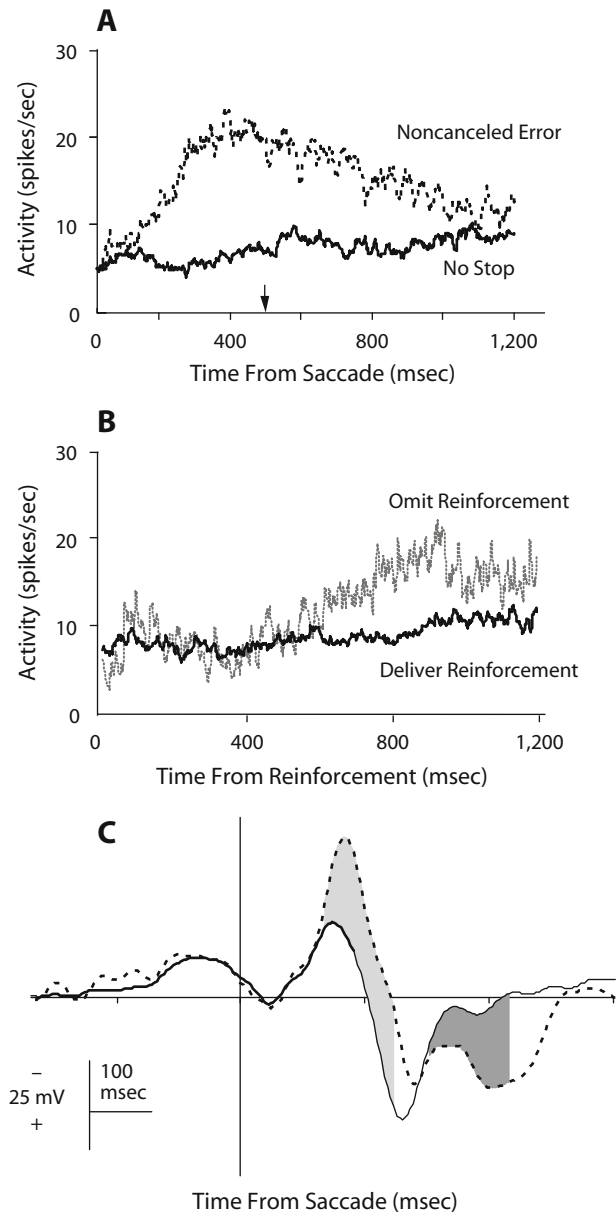 A
30
20
10
0
Activity (spikes/sec)
Noncanceled Error
No Stop
0 400 800 1,200
Time From Saccade (msec)
B
30
20
10
0
Activity (spikes/sec)
Omit Reinforcement
Deliver Reinforcement
0 400 800 1,200
Time From Reinforcement (msec)
C
−
25 mV
+
100
msec
Time From Saccade (msec)